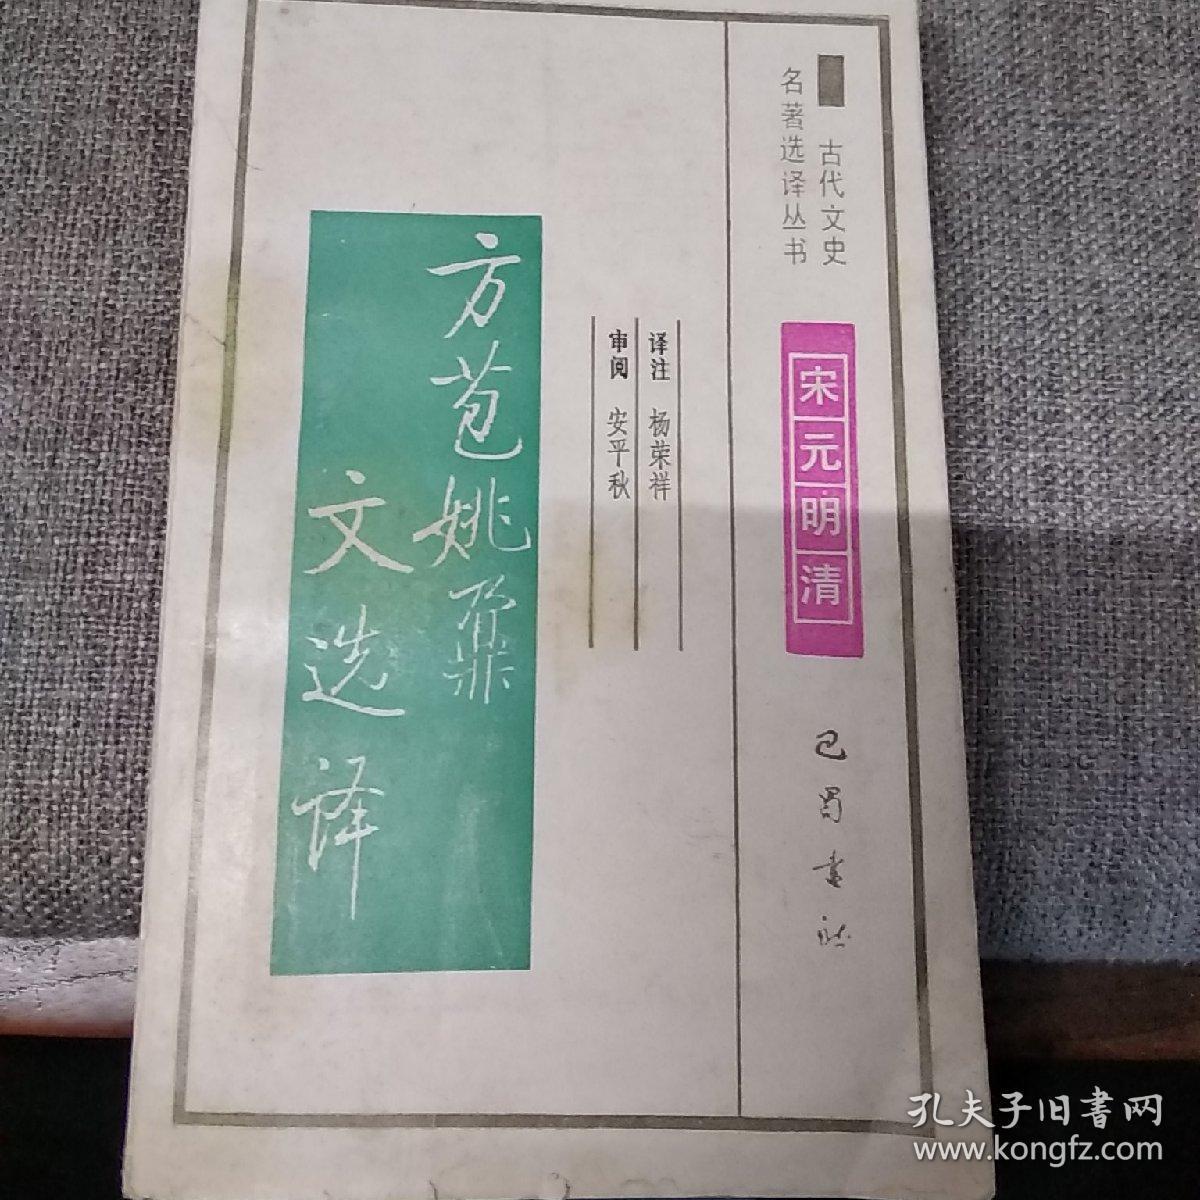 古代文史
名著选译丛书
宋元明清
巴蜀书社
译注 杨荣祥
审阅 安平秋
方苞姚鼐
文选译
孔夫子旧書网
www.kongfz.com